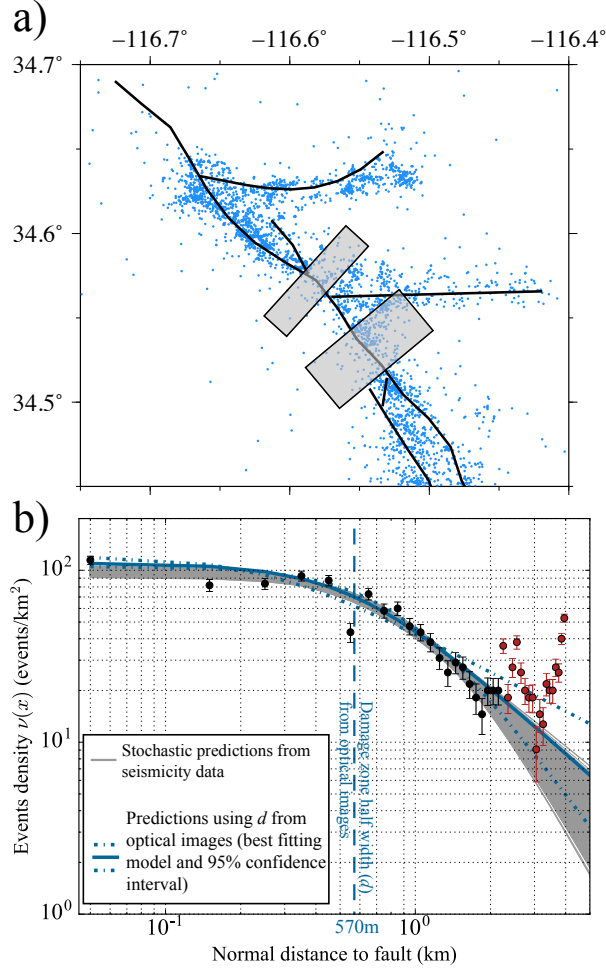 a)
−116.7° −116.6° −116.5° −116.4°
34.7°
34.6°
34.5°
b)
Events density ν(x) (events/km²)
10²
10¹
10⁰
Stochastic predictions from
seismicity data
Predictions using d from
optical images (best fitting
model and 95% confidence
interval)
Damage zone half width (d)
from optical images
10⁻¹ 570m 10⁰
Normal distance to fault (km)